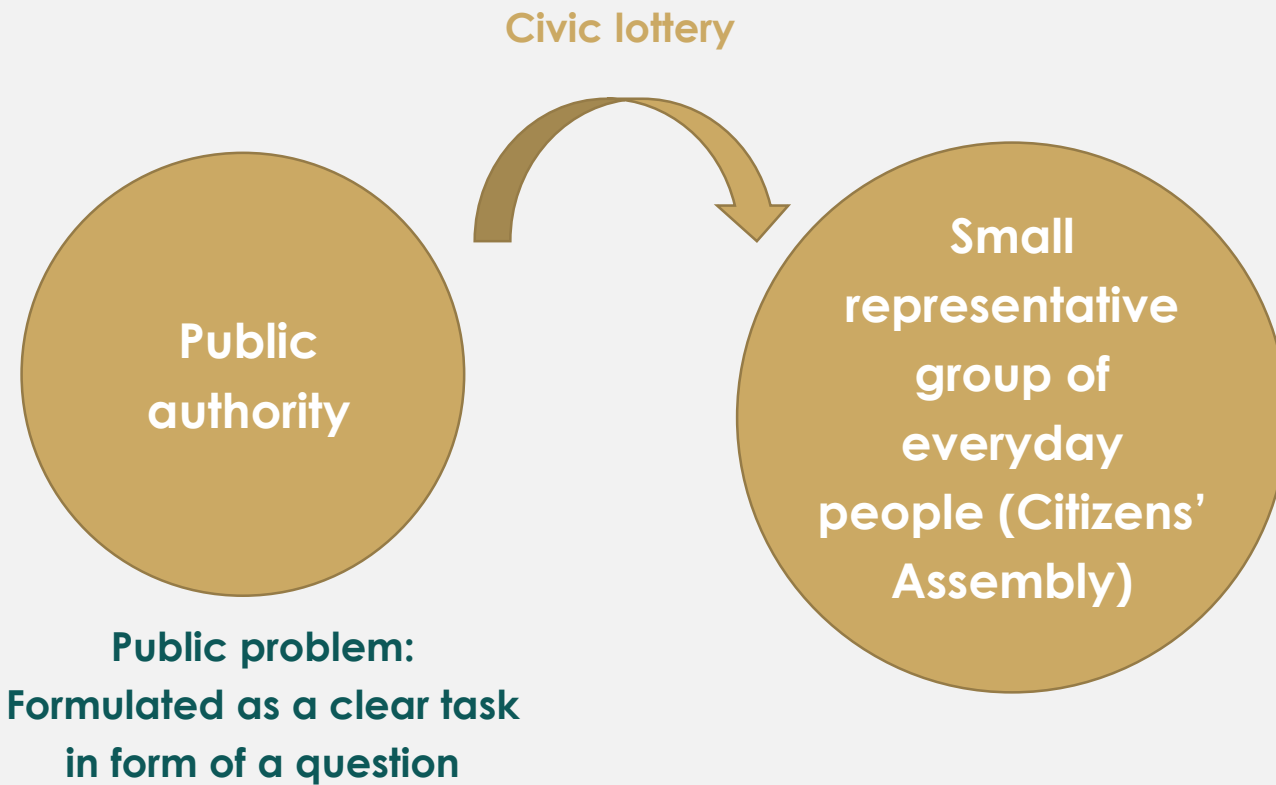 Civic lottery
Public
authority
Public problem:
Formulated as a clear task
in form of a question
Small
representative
group of
everyday
people (Citizens’
Assembly)